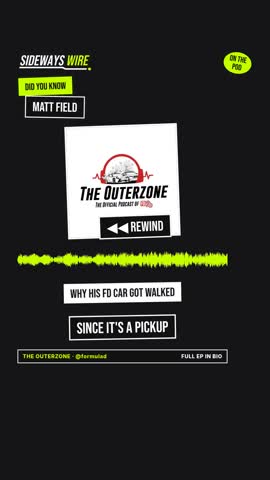 SIDEWAYS WIRE.
ON THE
POD
DID YOU KNOW
MATT FIELD
THE OUTERZONE
THE OFFICIAL PODCAST OF
REWIND
WHY HIS FD CAR GOT WALKED
SINCE IT'S A PICKUP
THE OUTERZONE · @formulad
FULL EP IN BIO